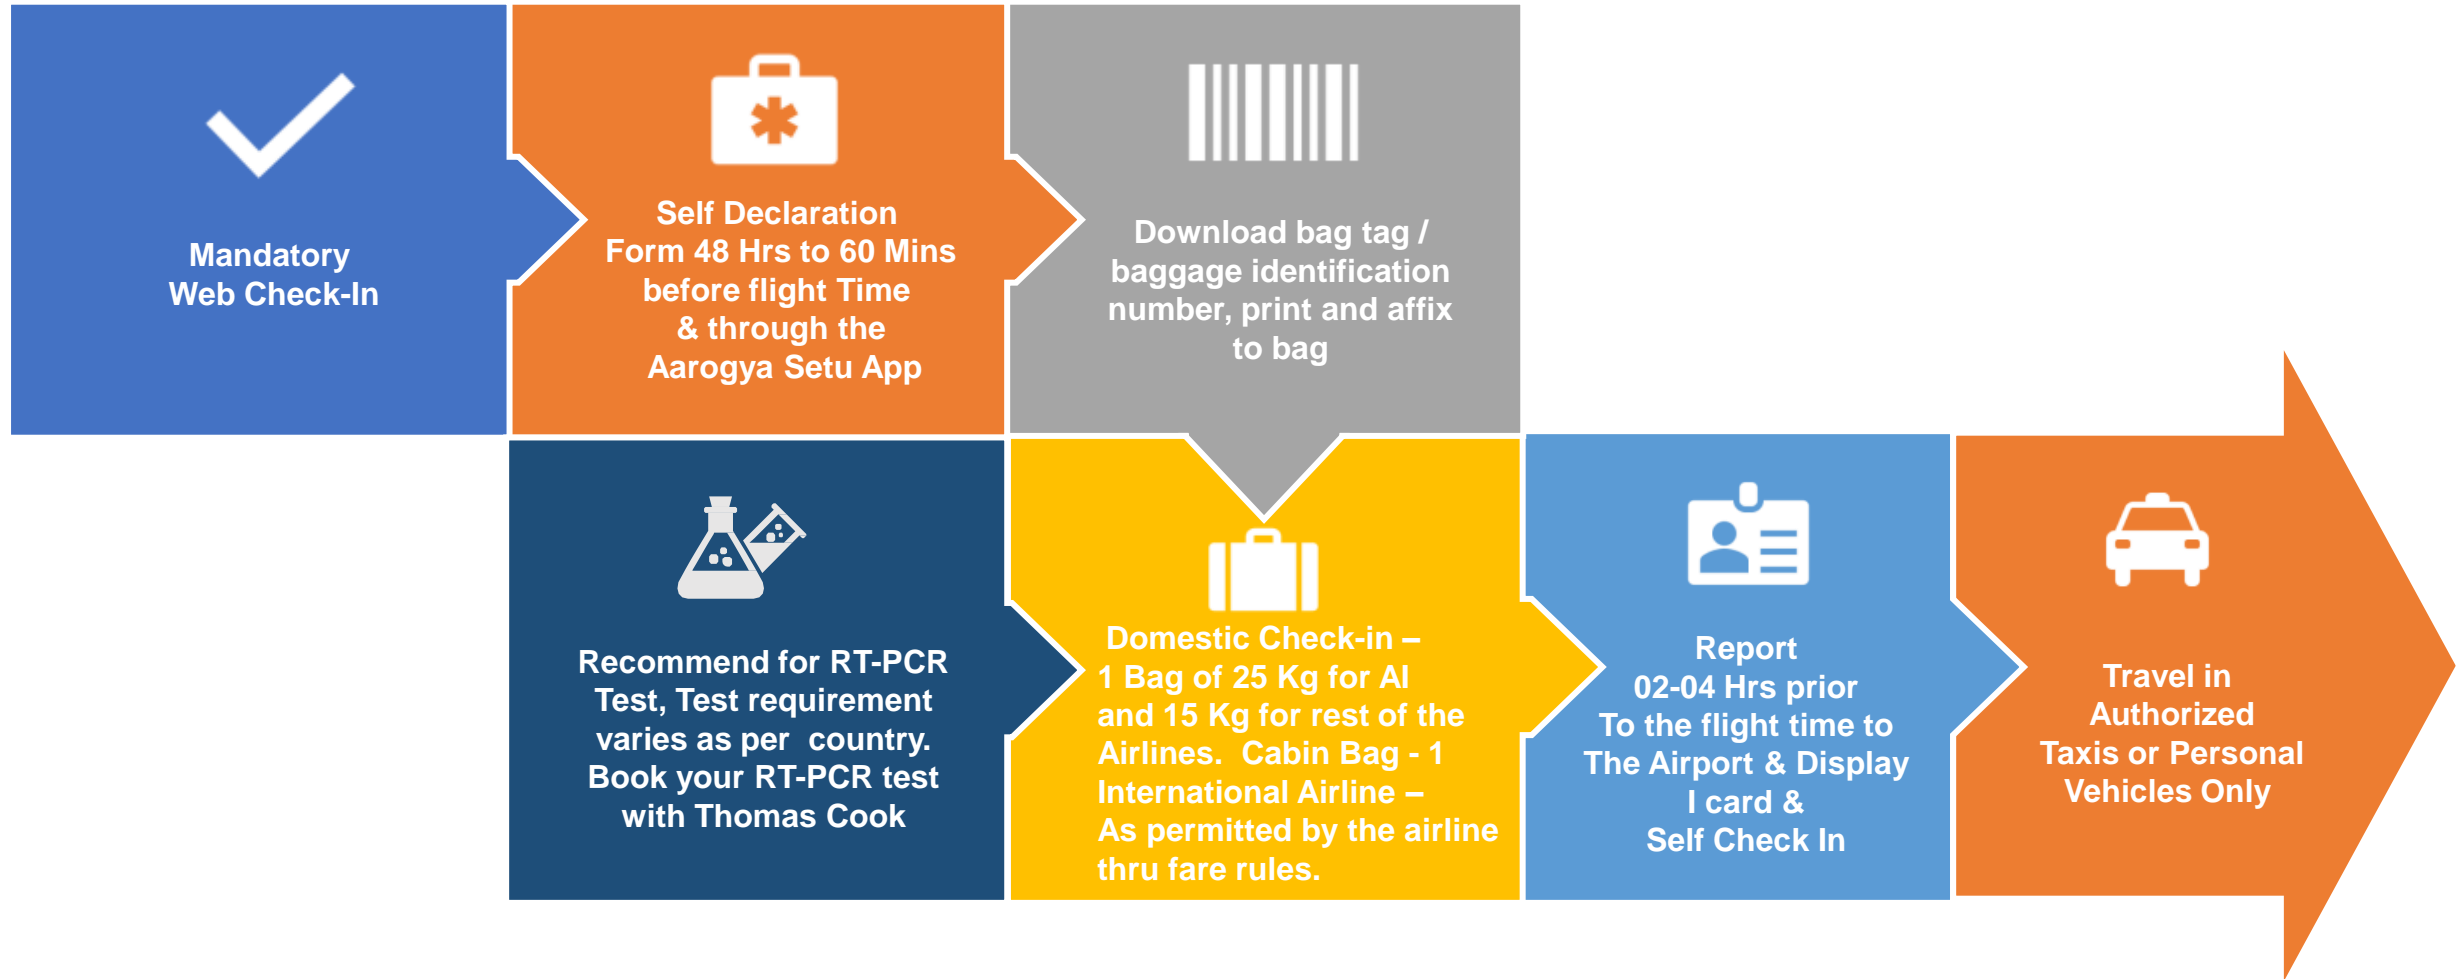 Mandatory
Web Check-In
Self Declaration
Form 48 Hrs to 60 Mins
before flight Time
& through the
Aarogya Setu App
Download bag tag /
baggage identification
number, print and affix
to bag
Recommend for RT-PCR
Test, Test requirement
varies as per country.
Book your RT-PCR test
with Thomas Cook
Domestic Check-in –
1 Bag of 25 Kg for AI
and 15 Kg for rest of the
Airlines. Cabin Bag - 1
International Airline –
As permitted by the airline
thru fare rules.
Report
02-04 Hrs prior
To the flight time to
The Airport & Display
I card &
Self Check In
Travel in
Authorized
Taxis or Personal
Vehicles Only